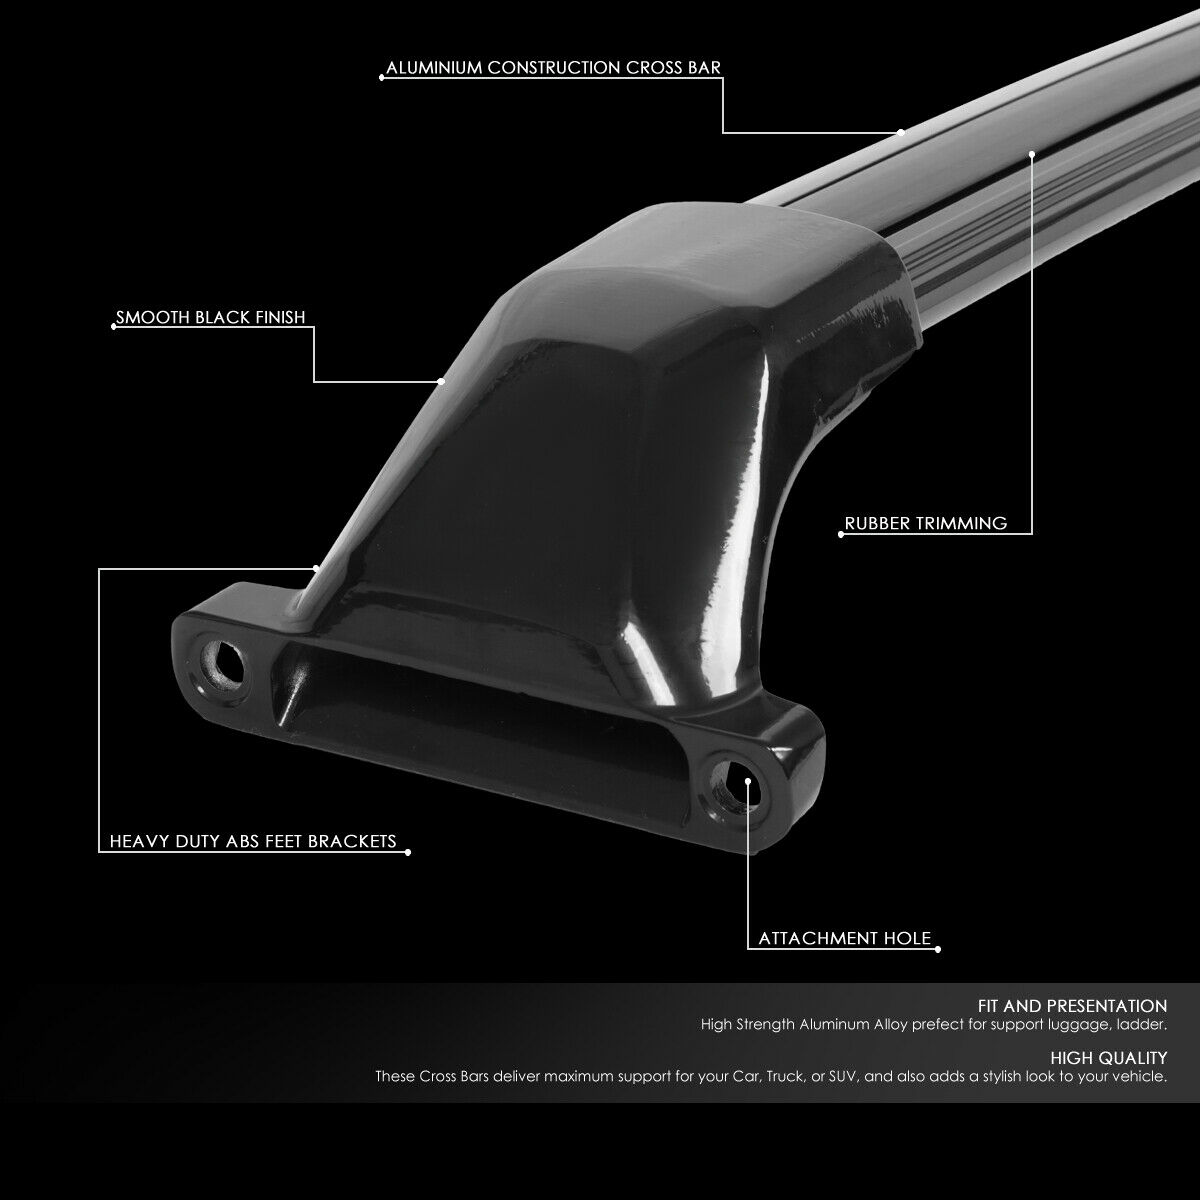 ALUMINIUM CONSTRUCTION CROSS BAR
SMOOTH BLACK FINISH
RUBBER TRIMMING
HEAVY DUTY ABS FEET BRACKETS
ATTACHMENT HOLE
FIT AND PRESENTATION
High Strength Aluminum Alloy prefect for support luggage, ladder.
HIGH QUALITY
These Cross Bars deliver maximum support for your Car, Truck, or SUV, and also adds a stylish look to your vehicle.